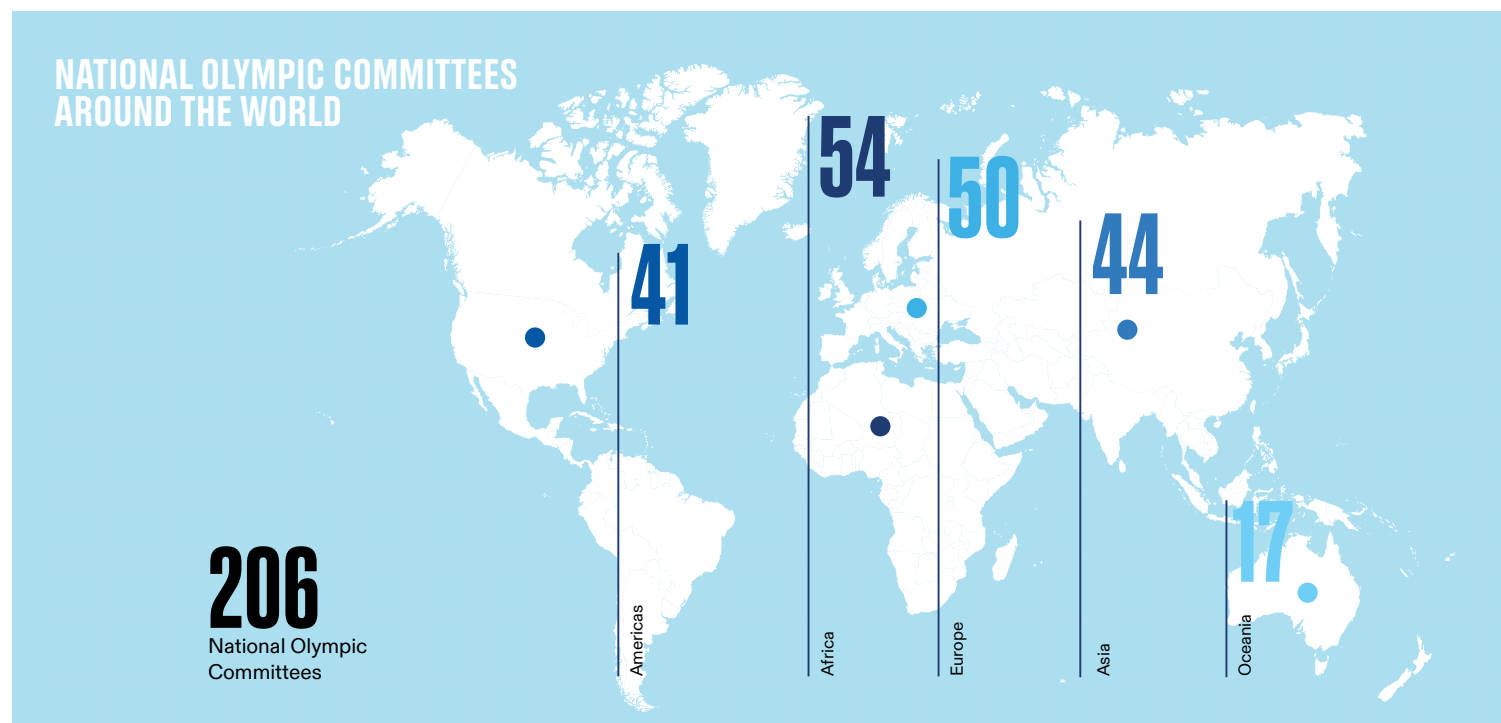 NATIONAL OLYMPIC COMMITTEES
AROUND THE WORLD
54
50
44
41
17
206
National Olympic
Committees
Americas
Africa
Europe
Asia
Oceania